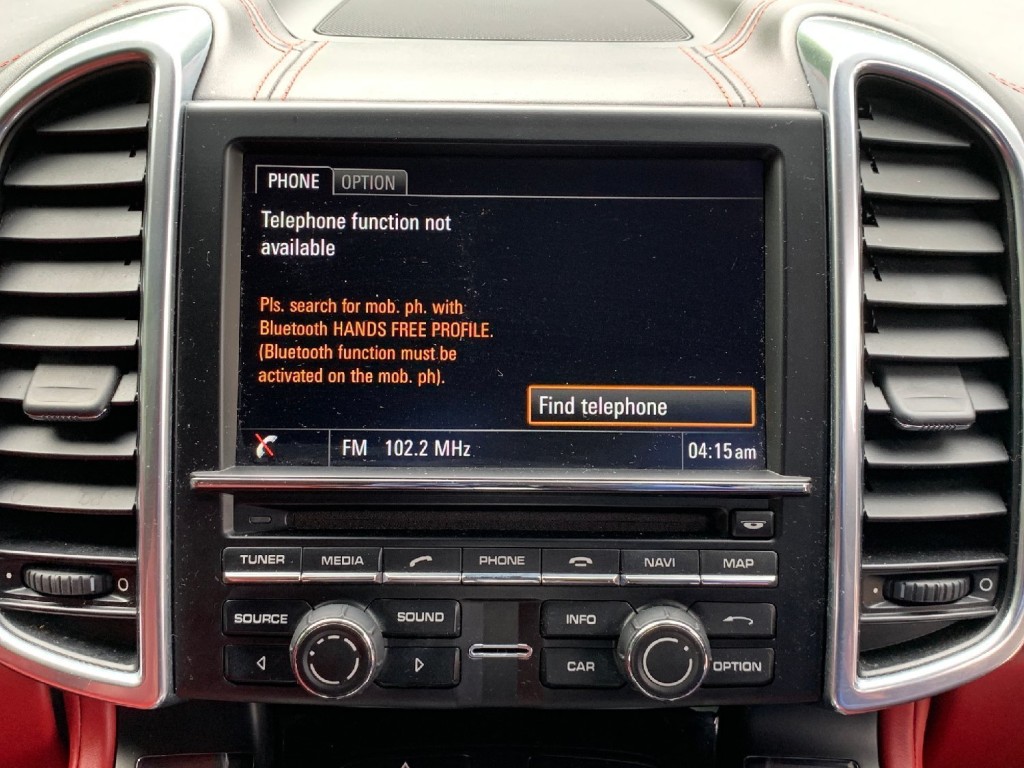 PHONE OPTION
Telephone function not
available
Pls. search for mob. ph. with
Bluetooth HANDS FREE PROFILE.
(Bluetooth function must be
activated on the mob. ph).
Find telephone
FM 102.2 MHz 04:15am
TUNER MEDIA PHONE NAVI MAP
SOURCE SOUND INFO
CAR OPTION